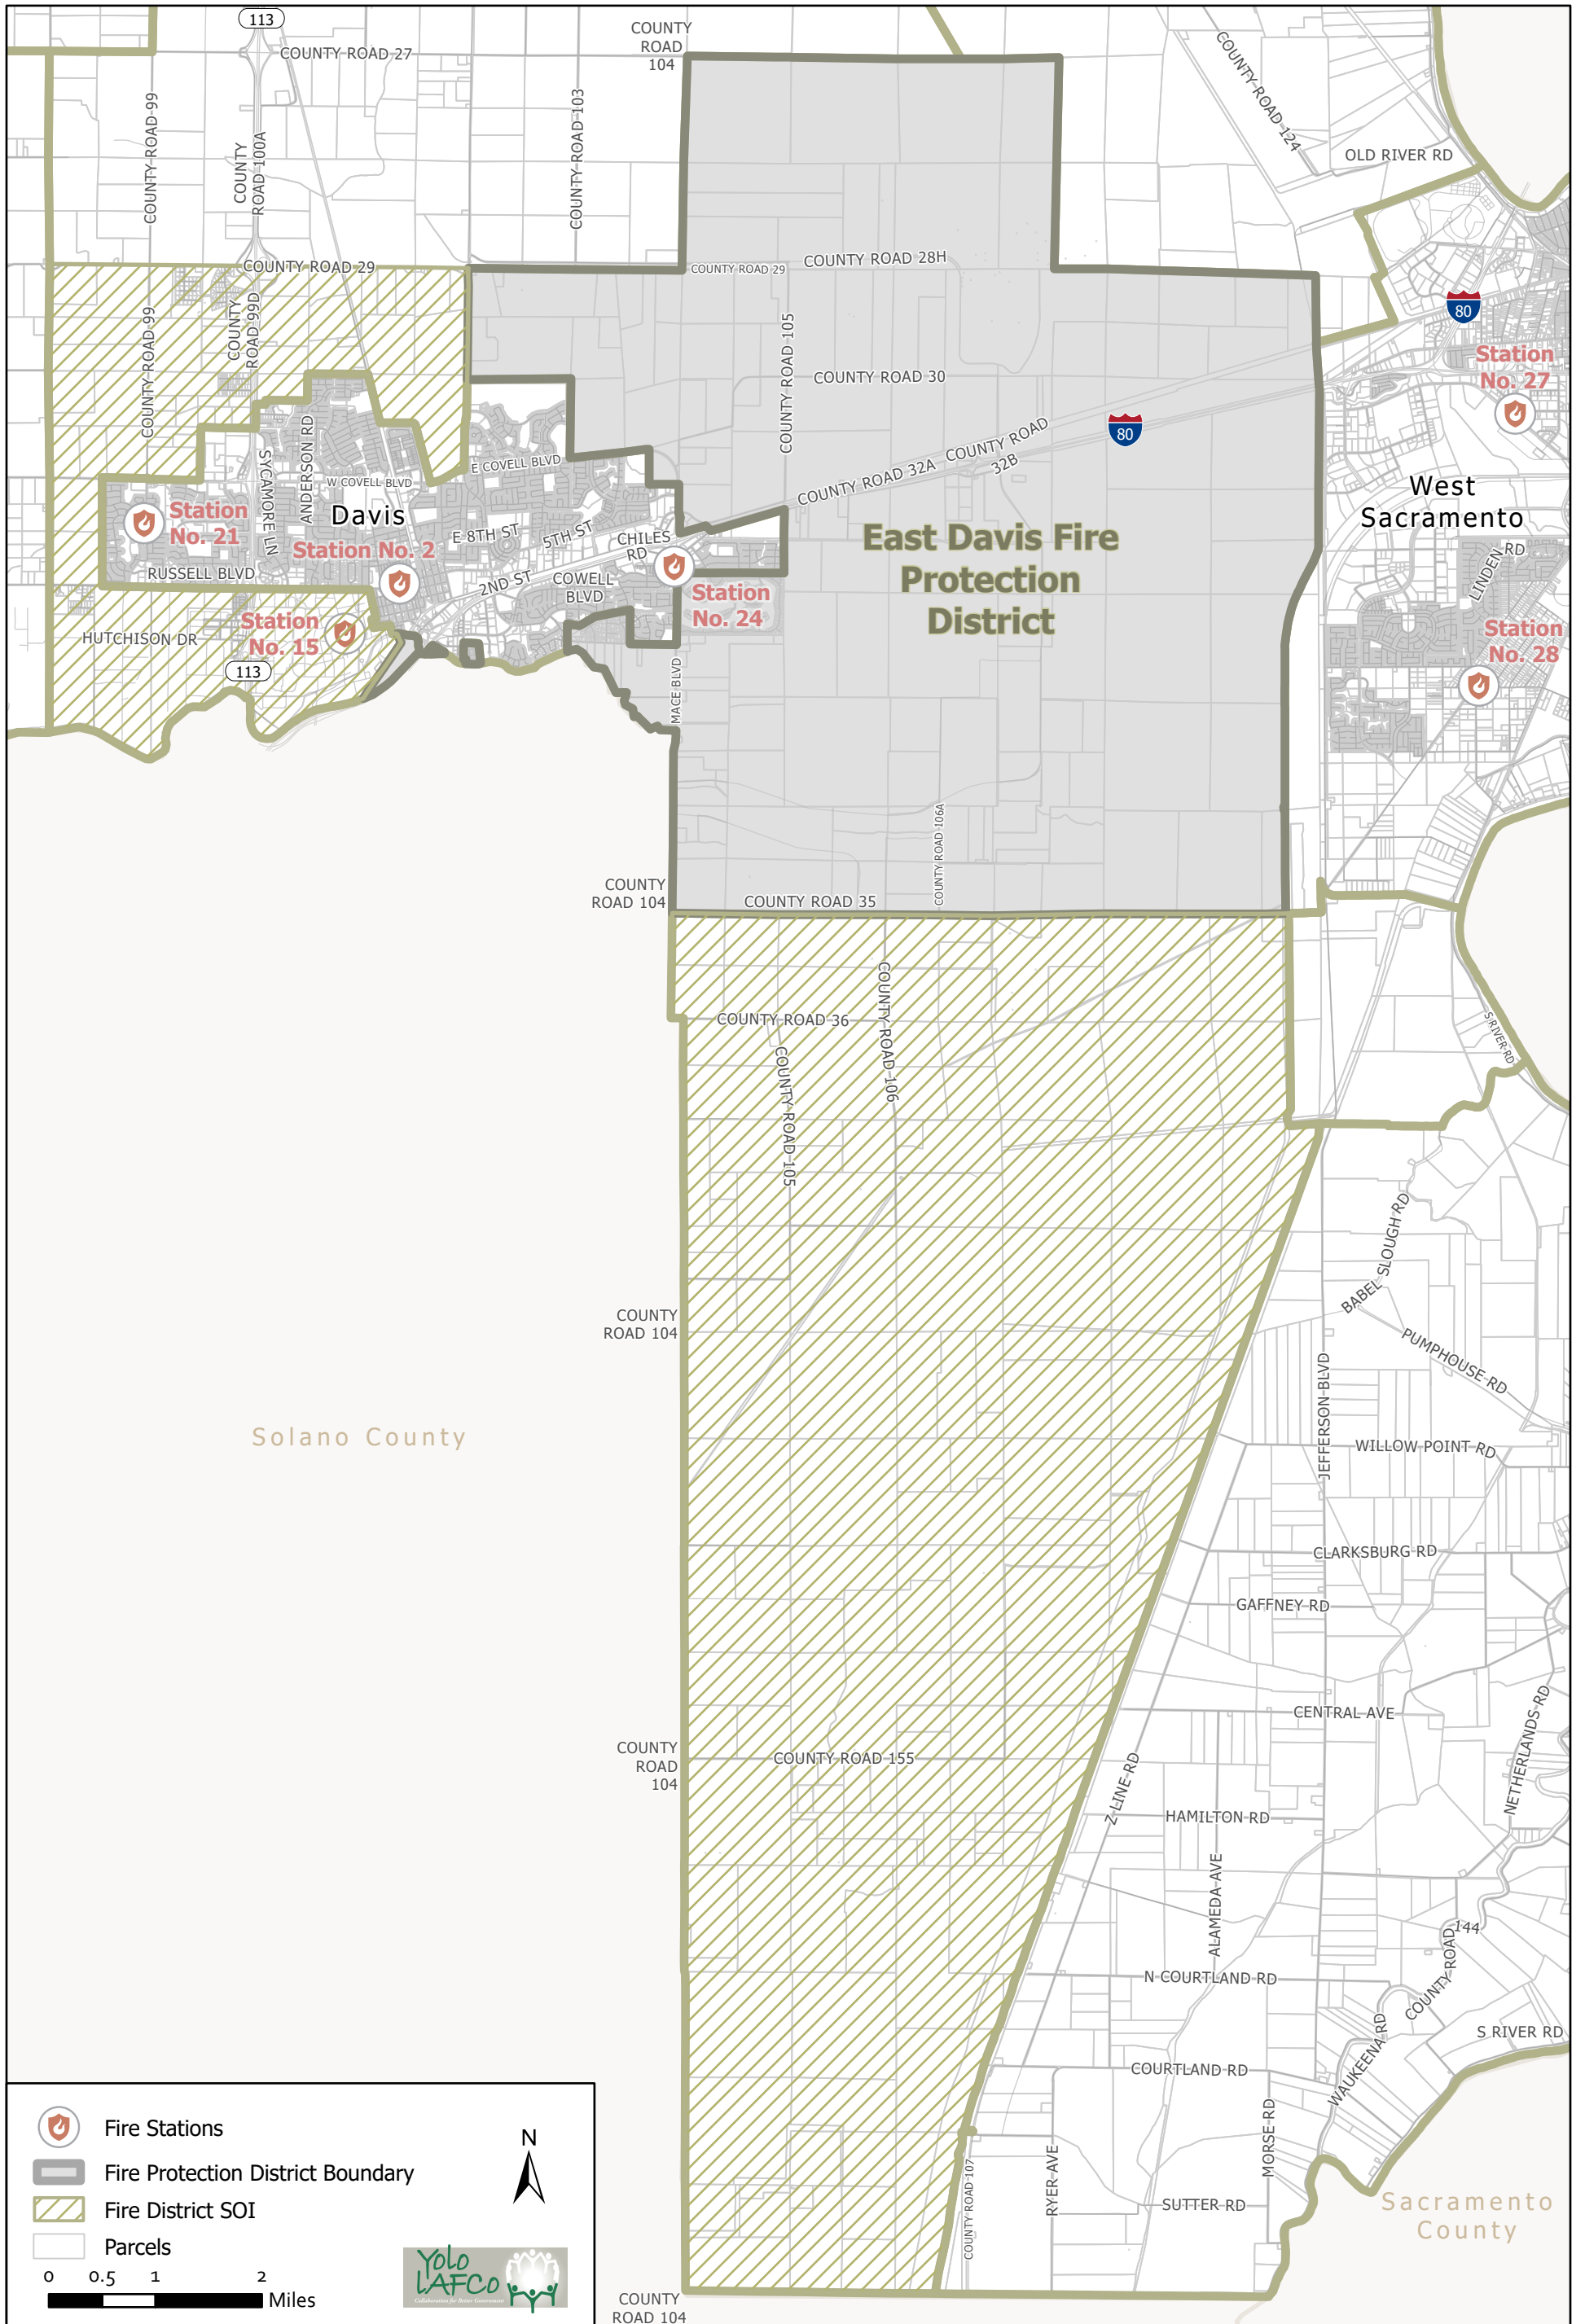 113
COUNTY ROAD 27
COUNTY
ROAD
104
COUNTY ROAD 99
COUNTY
ROAD 100A
COUNTY ROAD 103
COUNTY ROAD 124
OLD RIVER RD
COUNTY ROAD 29
COUNTY ROAD 29
COUNTY ROAD 28H
COUNTY ROAD 99
COUNTY
ROAD 99D
COUNTY ROAD 105
COUNTY ROAD 30
80
Station
No. 27
80
COUNTY ROAD 32A
COUNTY ROAD
32B
SYCAMORE LN
ANDERSON RD
W COVELL BLVD
E COVELL BLVD
Station
No. 21
Davis
Station No. 2
E 8TH ST
5TH ST
CHILES
RD
2ND ST
COWELL
BLVD
RUSSELL BLVD
Station
No. 24
Station
No. 15
HUTCHISON DR
113
MACE BLVD
East Davis Fire
Protection
District
West
Sacramento
LINDEN RD
Station
No. 28
COUNTY ROAD 106A
COUNTY
ROAD 104
COUNTY ROAD 35
COUNTY ROAD 36
COUNTY ROAD 106
COUNTY ROAD 105
S RIVER RD
COUNTY
ROAD 104
BABEL SLOUGH RD
PUMPHOUSE RD
JEFFERSON BLVD
Solano County
WILLOW POINT RD
CLARKSBURG RD
GAFFNEY RD
CENTRAL AVE
NETHERLANDS RD
COUNTY
ROAD
104
COUNTY ROAD 155
Z LINE RD
HAMILTON RD
ALAMEDA AVE
COUNTY ROAD 144
N COURTLAND RD
S RIVER RD
WAUKEENA RD
COURTLAND RD
MORSE RD
COUNTY ROAD 107
RYER AVE
SUTTER RD
Sacramento
County
COUNTY
ROAD 104
Fire Stations
Fire Protection District Boundary
Fire District SOI
Parcels
N
0 0.5 1 2
Miles
Yolo
LAFCo
Collaboration for Better Government